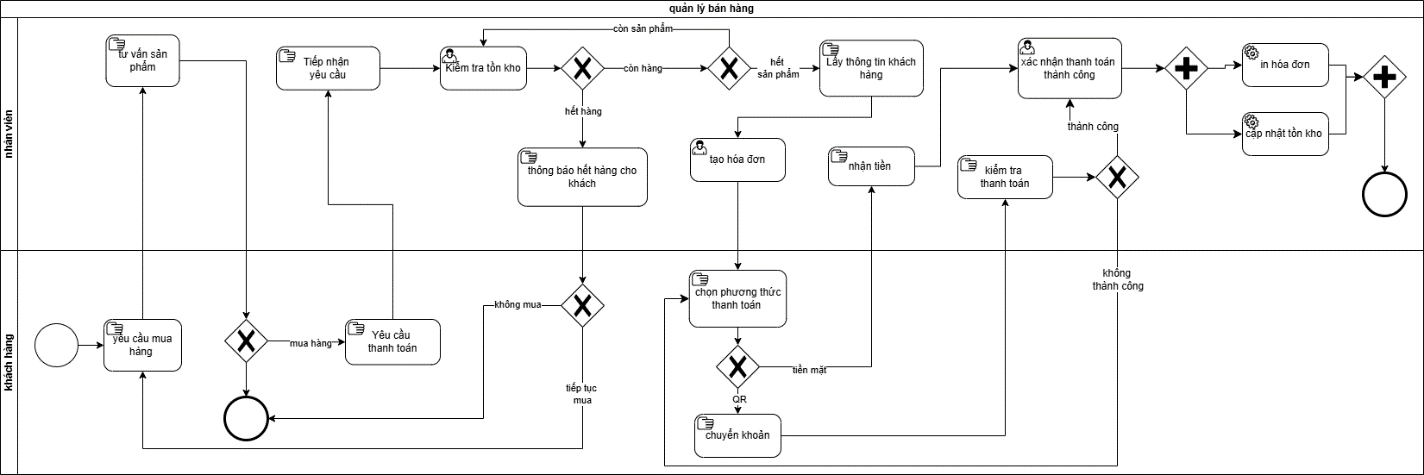 quản lý bán hàng
nhân viên
tư vấn sản
phẩm
Tiếp nhận
yêu cầu
còn sản phẩm
Kiểm tra tồn kho
còn hàng
hết
sản phẩm
Lấy thông tin khách
hàng
xác nhận thanh toán
thành công
in hóa đơn
cập nhật tồn kho
hết hàng
thành công
thông báo hết hàng cho
khách
tạo hóa đơn
nhận tiền
kiểm tra
thanh toán
khách hàng
yêu cầu mua
hàng
mua hàng
Yêu cầu
thanh toán
không mua
tiếp tục
mua
chọn phương thức
thanh toán
tiền mặt
QR
chuyển khoản
không
thành công